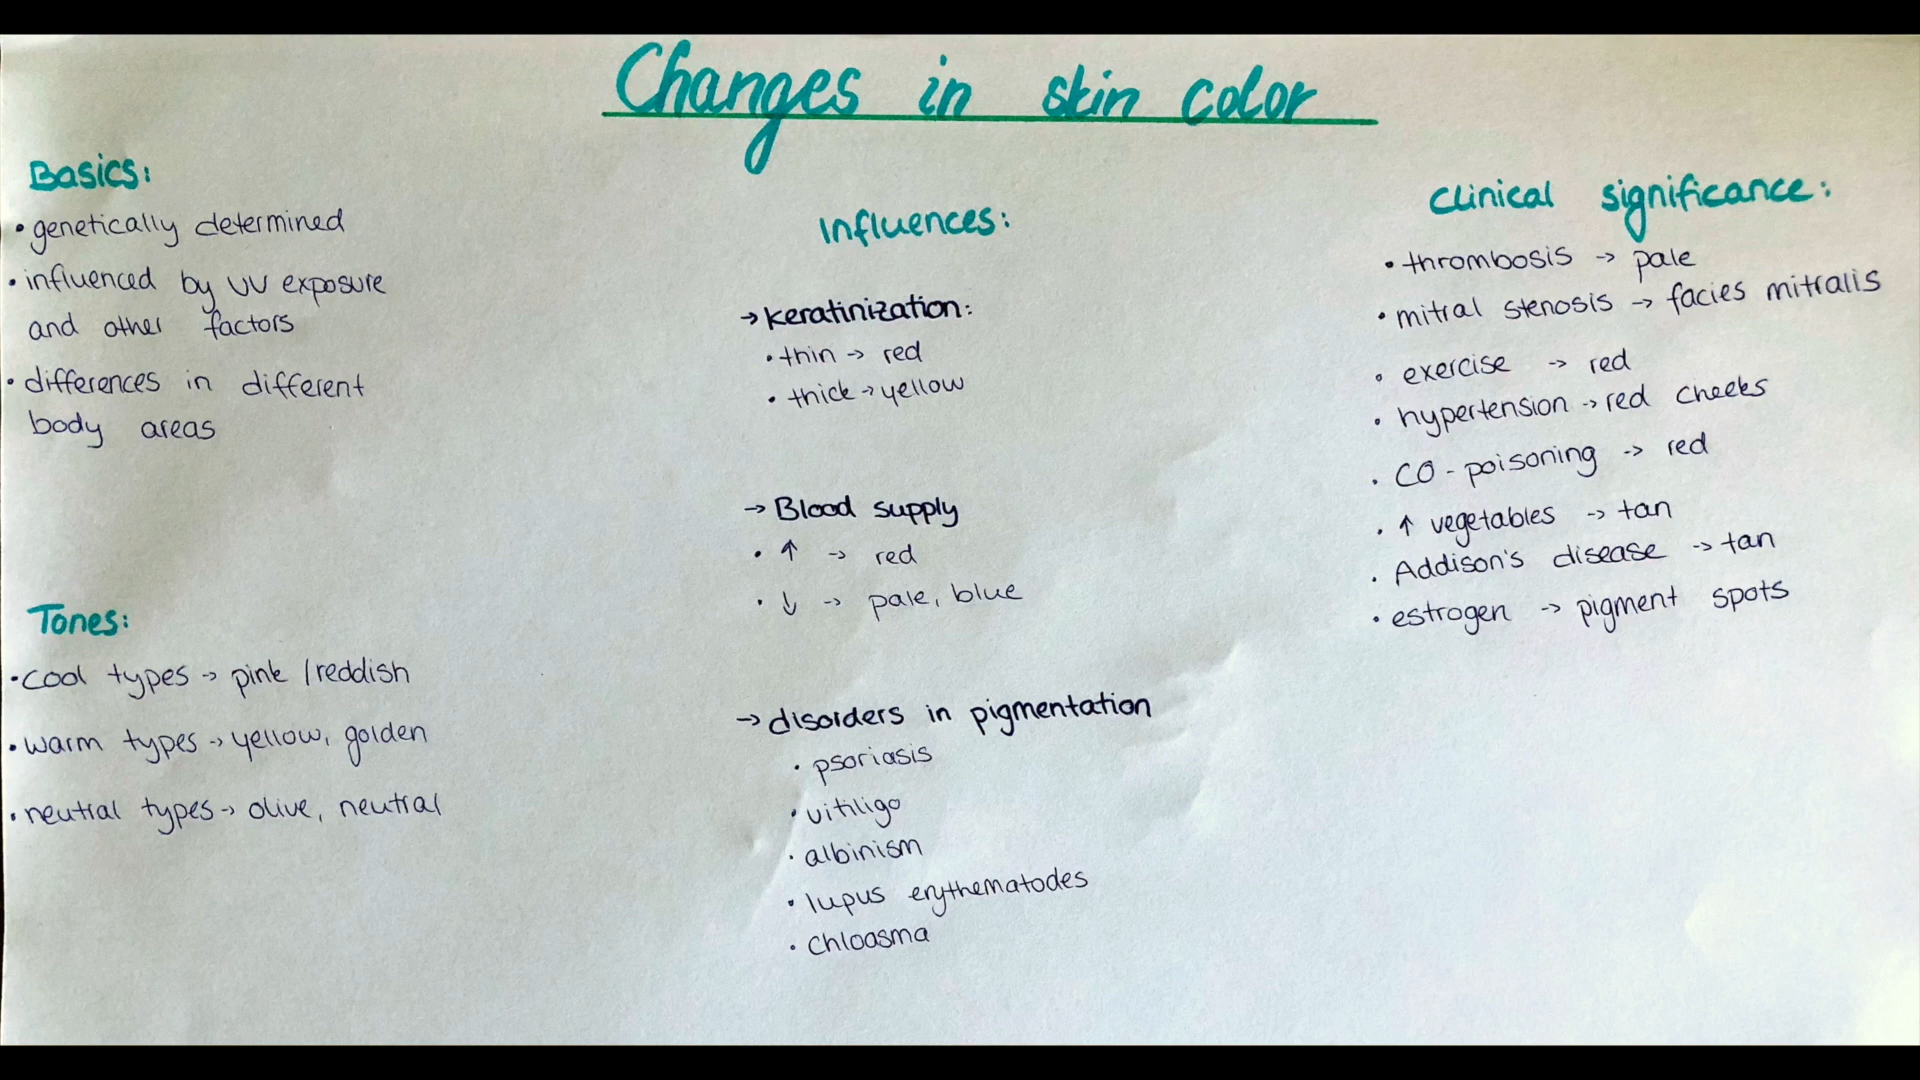 Changes in skin color
Basics:
• genetically determined
• influenced by UV exposure
and other factors
• differences in different
body areas
Tones:
• cool types → pink / reddish
• warm types → yellow, golden
• neutral types → olive, neutral
Influences:
→ Keratinization:
• thin → red
• thick → yellow
→ Blood supply
• ↑ → red
• ↓ → pale, blue
→ disorders in pigmentation
• psoriasis
• vitiligo
• albinism
• lupus erythematodes
• chloasma
Clinical significance:
• thrombosis → pale
• mitral stenosis → facies mitralis
• exercise → red
• hypertension → red cheeks
• CO - poisoning → red
• ↑ vegetables → tan
• Addison's disease → tan
• estrogen → pigment spots